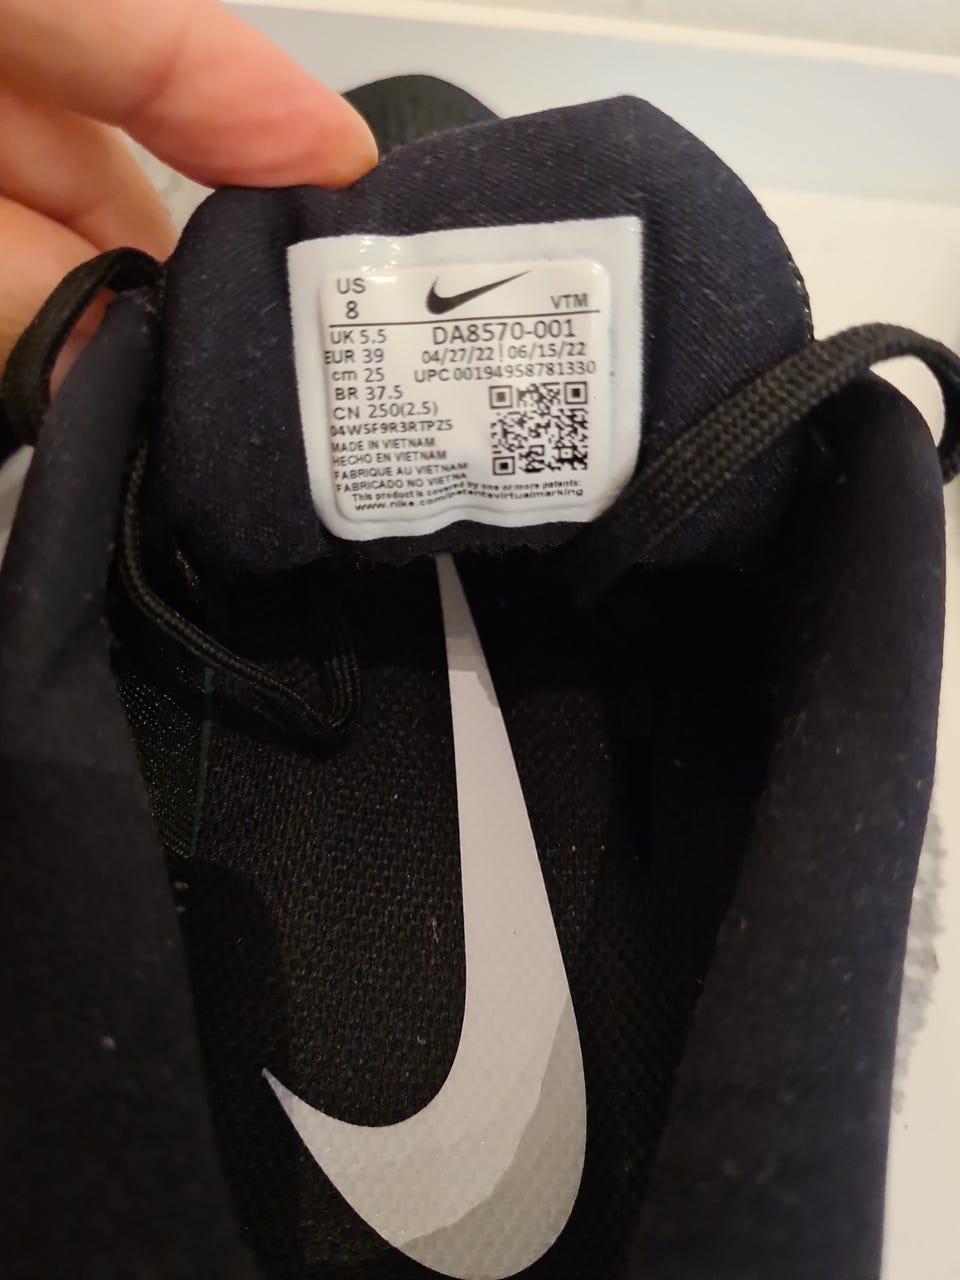 US
8
VTM
UK 5.5
DA8570-001
EUR 39
04/27/22 | 06/15/22
cm 25
UPC 00194958781330
BR 37.5
CN 250(2.5)
04W5F9R3RTPZS
MADE IN VIETNAM
HECHO EN VIETNAM
FABRIQUE AU VIETNAM
FABRICADO NO VIETNA
This product is covered by one or more patents:
www.nike.com/patentsvirtualmarking